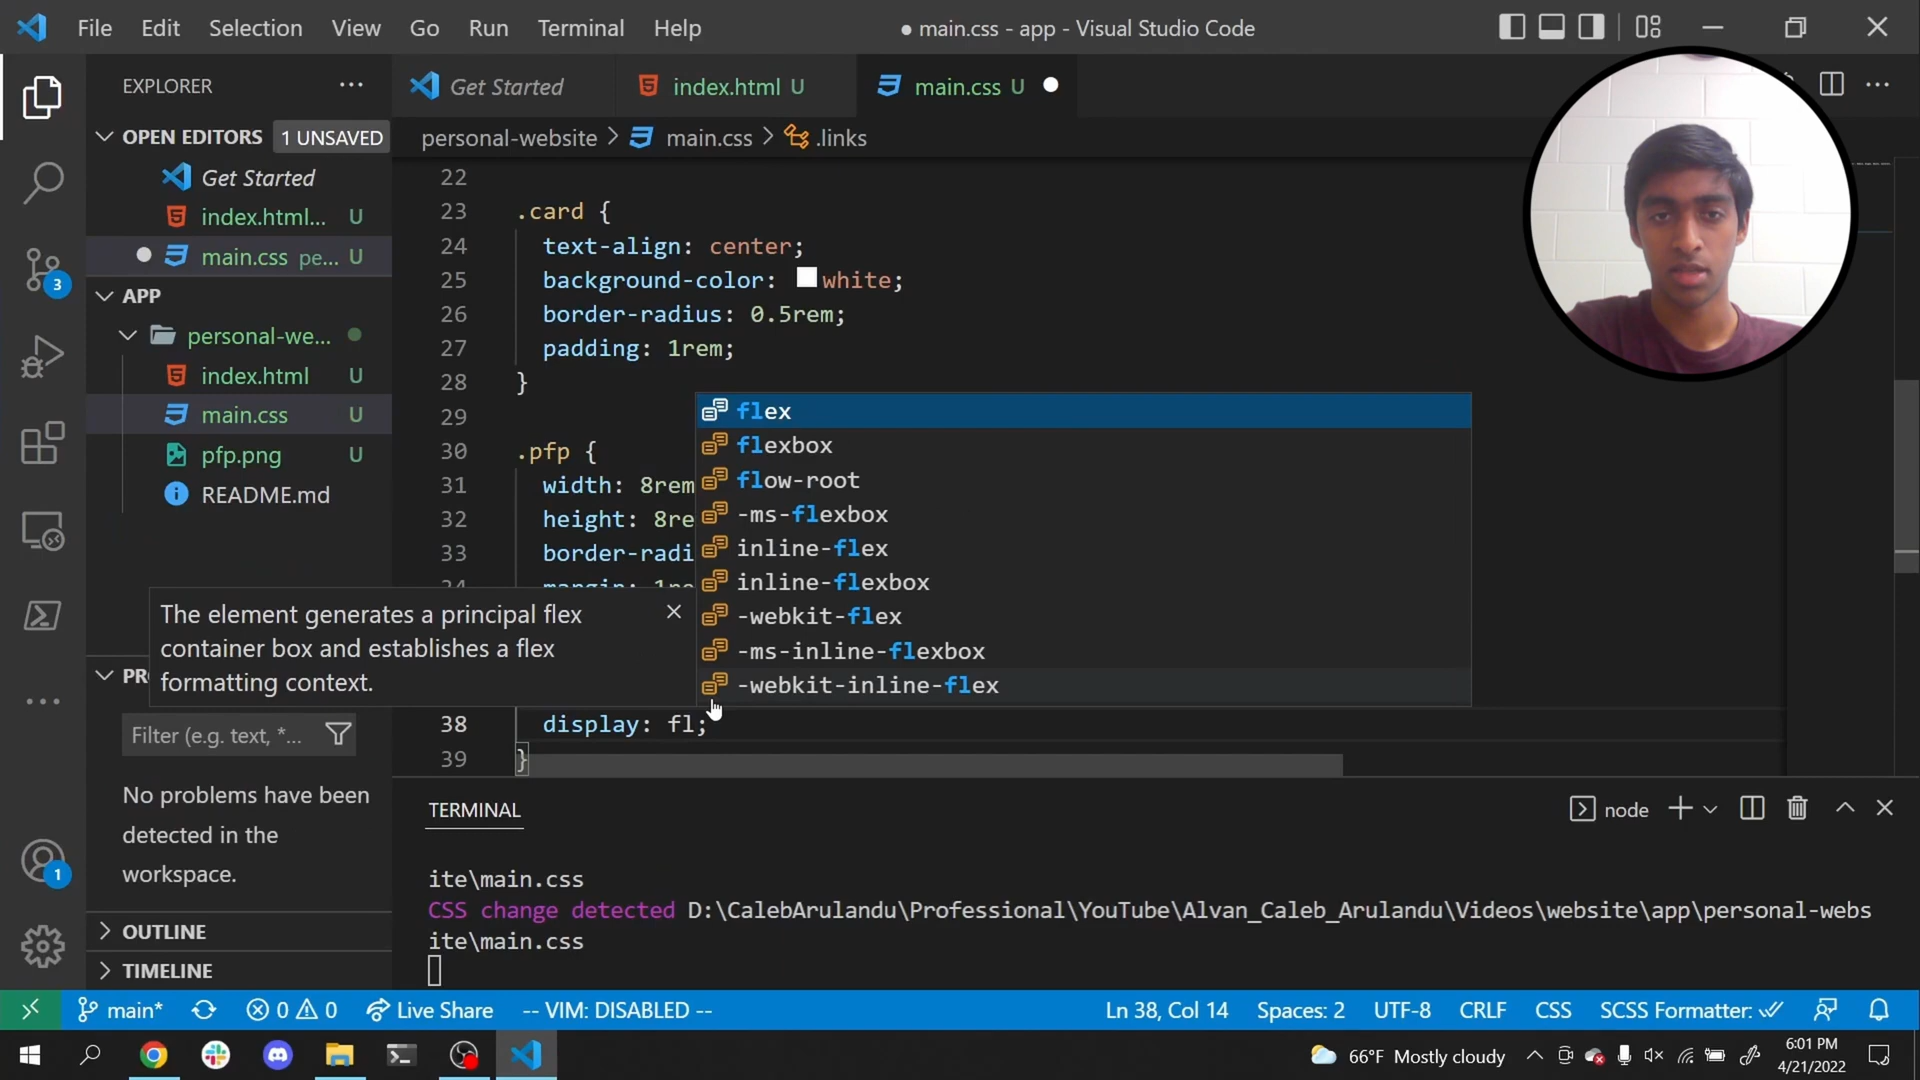 File Edit Selection View Go Run Terminal Help
● main.css - app - Visual Studio Code
EXPLORER
Get Started
index.html U
main.css U
OPEN EDITORS 1 UNSAVED
personal-website > main.css > .links
Get Started
index.html... U
main.css pe... U
APP
personal-we...
index.html U
main.css U
pfp.png U
README.md
22
23 .card {
24 text-align: center;
25 background-color: white;
26 border-radius: 0.5rem;
27 padding: 1rem;
28 }
29
30 .pfp {
31 width: 8rem
32 height: 8re
33 border-radi
34 margin: 1re
flex
flexbox
flow-root
-ms-flexbox
inline-flex
inline-flexbox
-webkit-flex
-ms-inline-flexbox
-webkit-inline-flex
The element generates a principal flex
container box and establishes a flex
formatting context.
38 display: fl;
39 }
PR
Filter (e.g. text, *...
No problems have been
detected in the
workspace.
OUTLINE
TIMELINE
TERMINAL
node
ite\main.css
CSS change detected D:\CalebArulandu\Professional\YouTube\Alvan_Caleb_Arulandu\Videos\website\app\personal-webs
ite\main.css
3
1
main* 0 0 Live Share -- VIM: DISABLED --
Ln 38, Col 14 Spaces: 2 UTF-8 CRLF CSS SCSS Formatter:
66°F Mostly cloudy
6:01 PM
4/21/2022